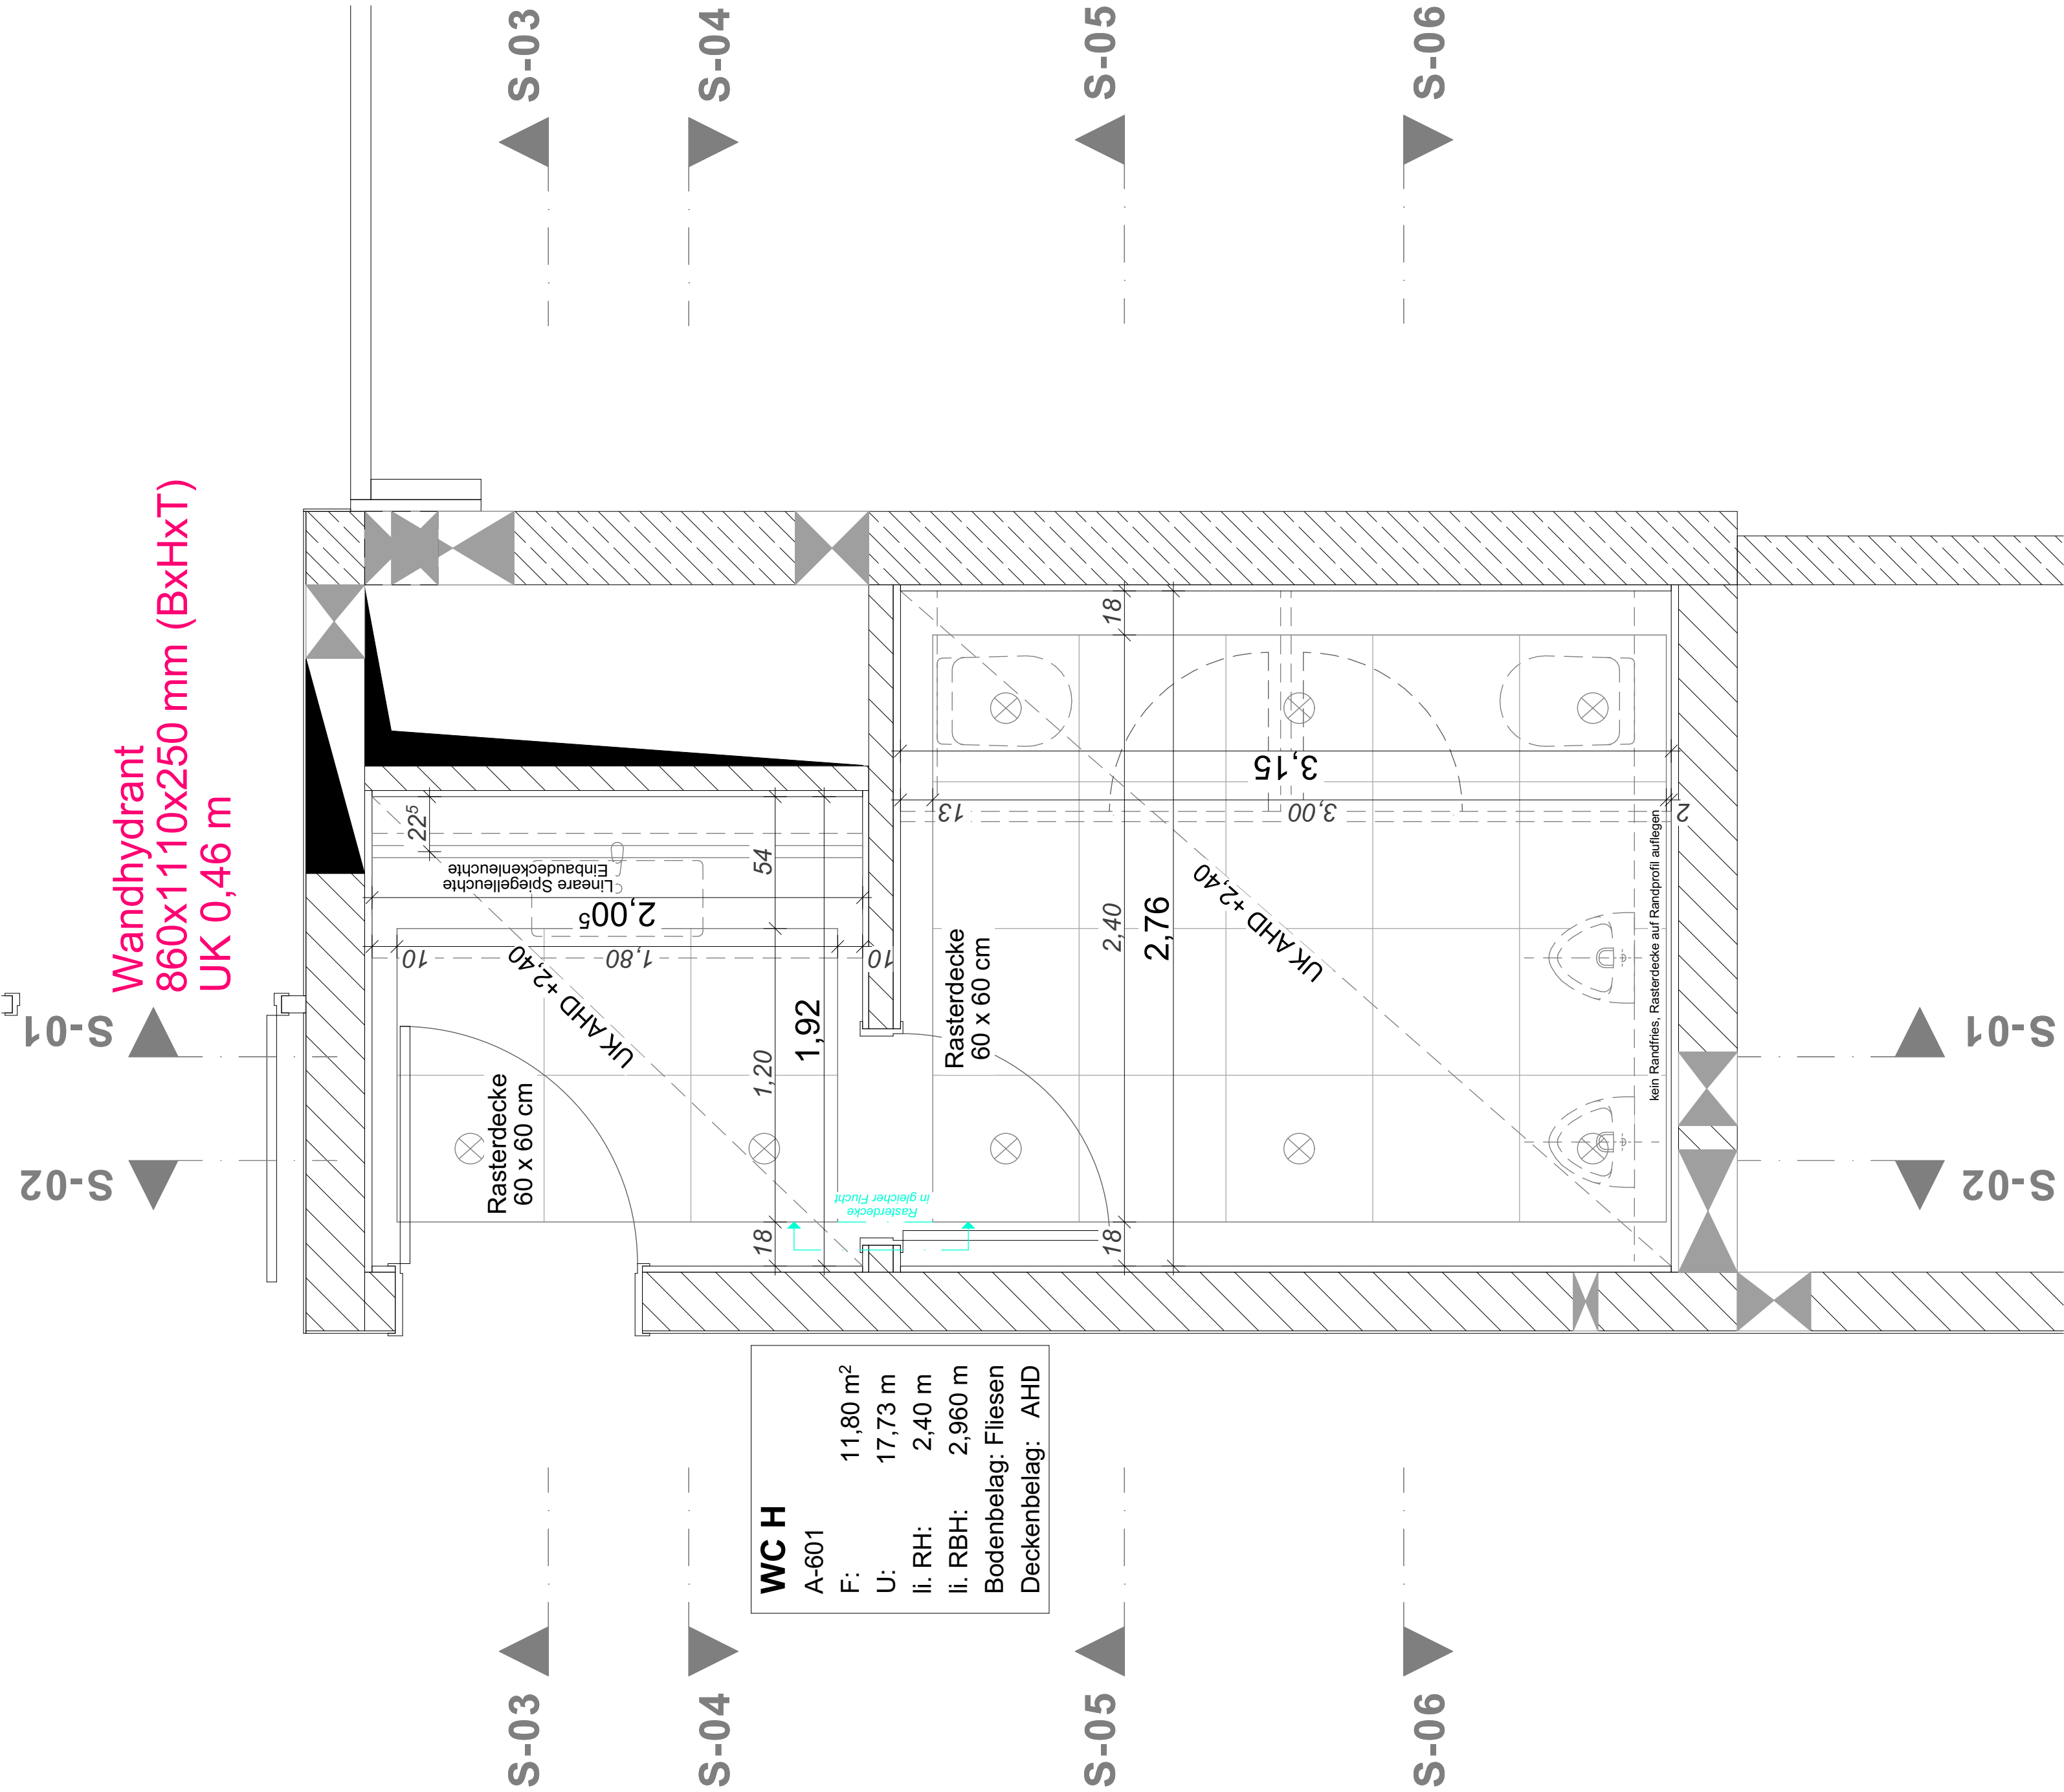 S-03
S-04
S-05
S-06
Wandhydrant
860x1110x250 mm (BxHxT)
UK 0,46 m
S-01
S-02
S-01
S-02
22⁵
Lineare Spiegelleuchte
Einbaudeckenleuchte
54
2,00⁵
10
1,80
10
UK AHD +2,40
1,92
1,20
18
Rasterdecke
60 x 60 cm
Rasterdecke
in gleicher Flucht
18
3,15
13
3,00
2
2,40
2,76
UK AHD +2,40
18
Rasterdecke
60 x 60 cm
kein Randfries, Rasterdecke auf Randprofil auflegen
WC H
A-601
F: 11,80 m²
U: 17,73 m
li. RH: 2,40 m
li. RBH: 2,960 m
Bodenbelag: Fliesen
Deckenbelag: AHD
S-03
S-04
S-05
S-06